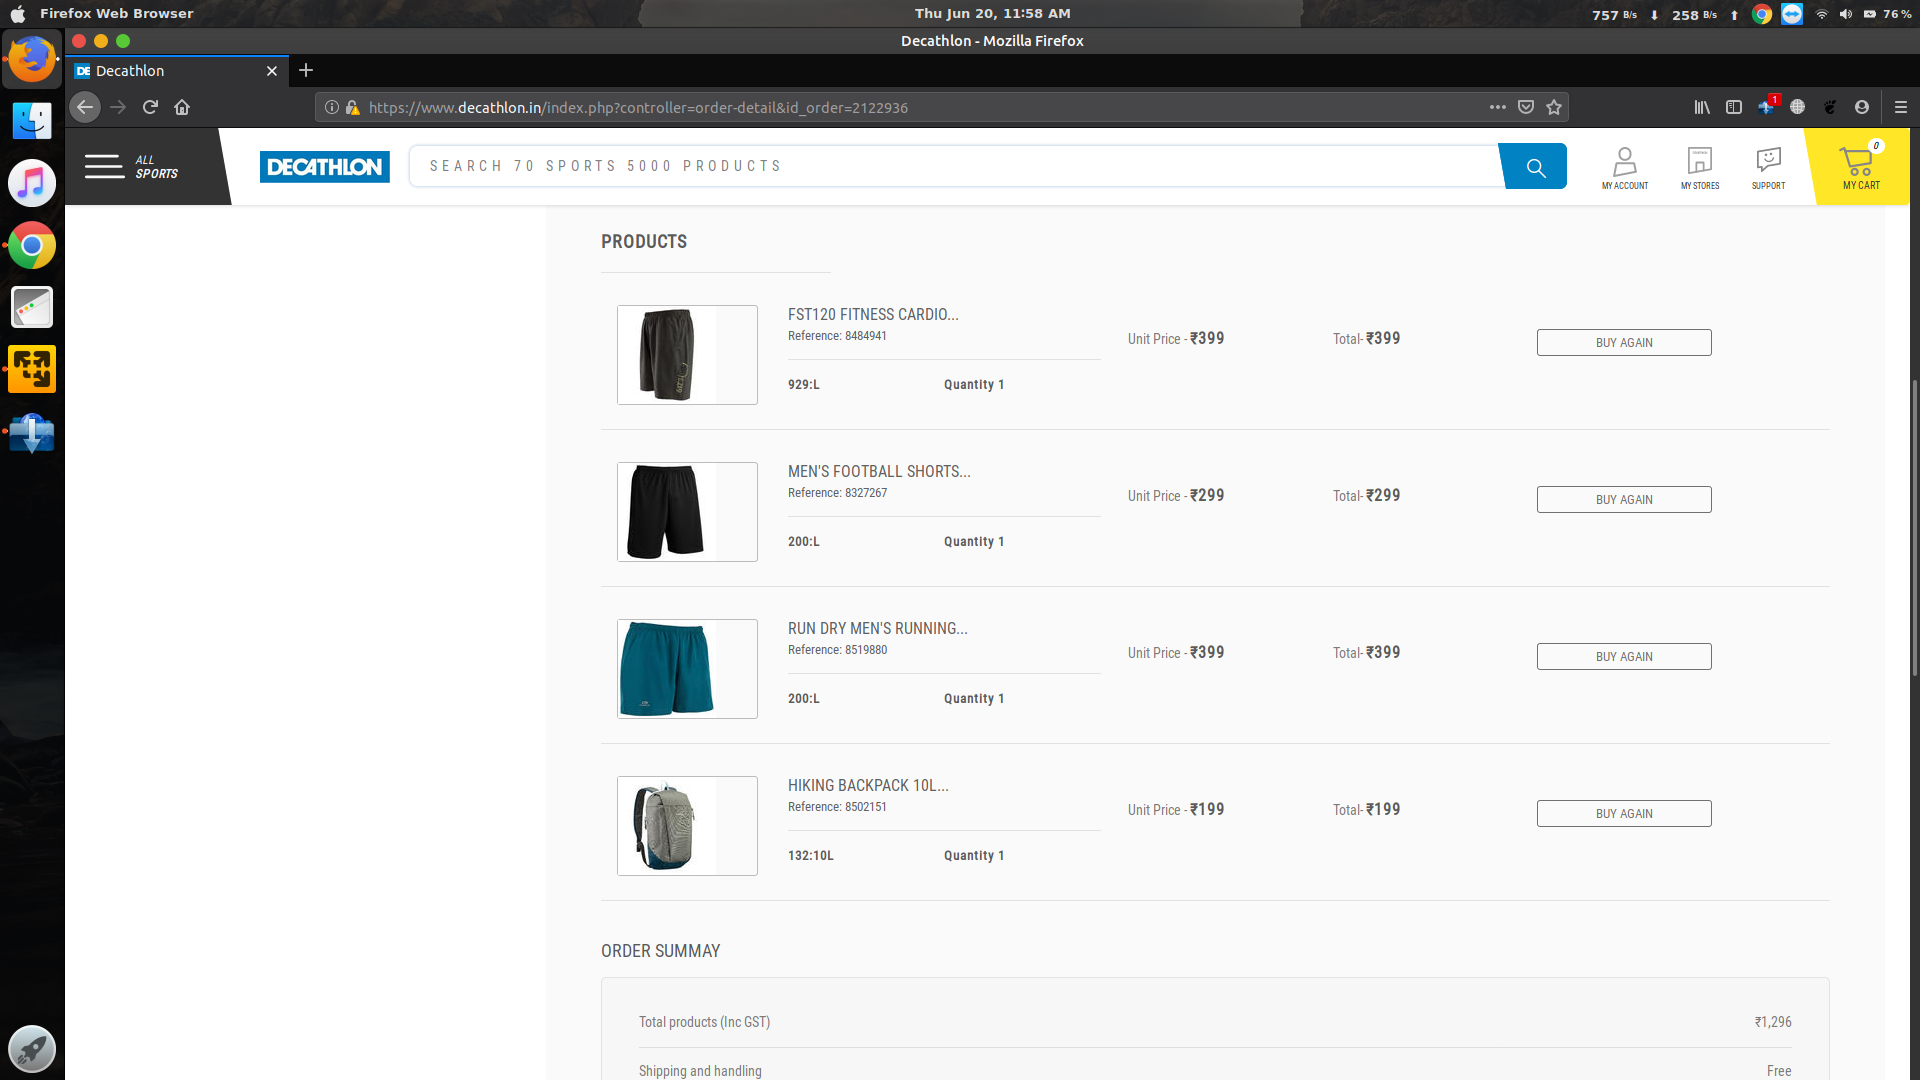 Firefox Web Browser
Thu Jun 20, 11:58 AM
757 B/s 258 B/s 76 %
Decathlon - Mozilla Firefox
DE Decathlon
https://www.decathlon.in/index.php?controller=order-detail&id_order=2122936
1
ALL
SPORTS
DECATHLON
SEARCH 70 SPORTS 5000 PRODUCTS
MY ACCOUNT
MY STORES
SUPPORT
0
MY CART
PRODUCTS
FST120 FITNESS CARDIO...
Reference: 8484941
Unit Price - ₹399
Total- ₹399
BUY AGAIN
929:L
Quantity 1
MEN'S FOOTBALL SHORTS...
Reference: 8327267
Unit Price - ₹299
Total- ₹299
BUY AGAIN
200:L
Quantity 1
RUN DRY MEN'S RUNNING...
Reference: 8519880
Unit Price - ₹399
Total- ₹399
BUY AGAIN
200:L
Quantity 1
HIKING BACKPACK 10L...
Reference: 8502151
Unit Price - ₹199
Total- ₹199
BUY AGAIN
132:10L
Quantity 1
ORDER SUMMAY
Total products (Inc GST)
₹1,296
Shipping and handling
Free